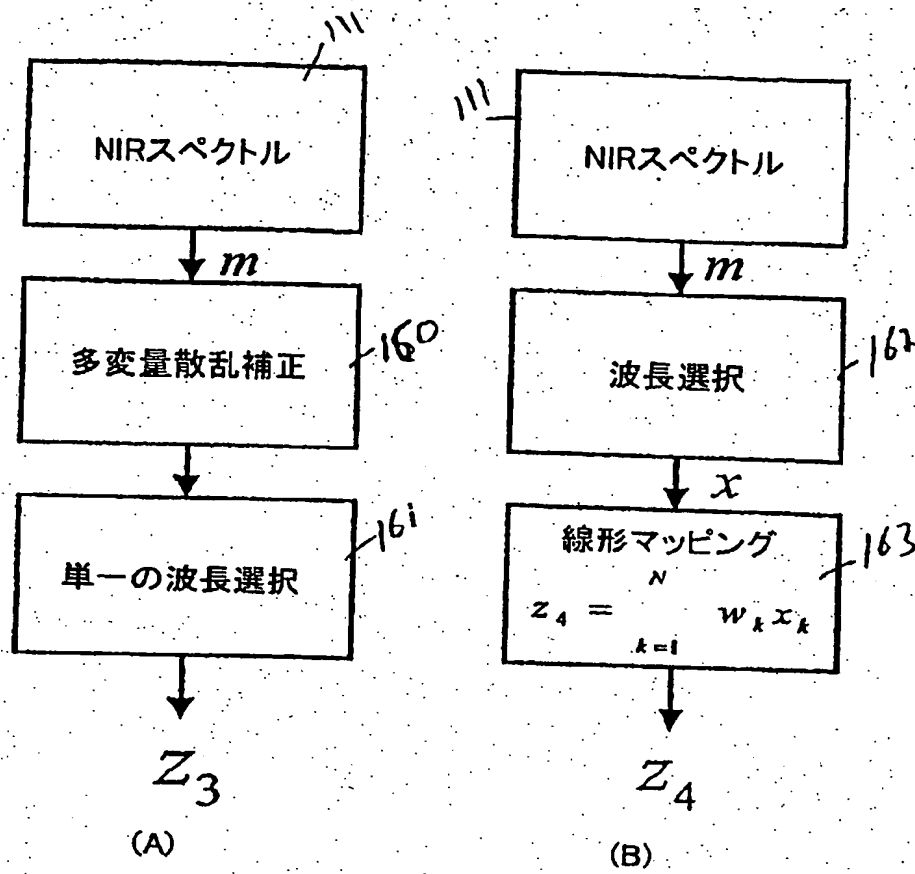 111
NIRスペクトル
m
多変量散乱補正
160
単一の波長選択
161
Z3
(A)
111
NIRスペクトル
m
波長選択
162
x
線形マッピング
N
z4 = wkxk
k=1
163
Z4
(B)